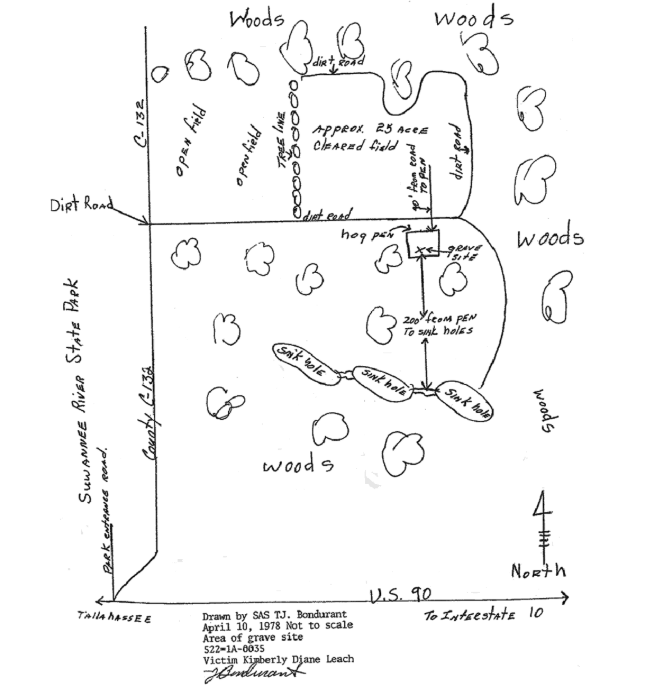 Woods
Woods
dirt ROAD
C-132
OPEN field
OPEN field
TREE LINE
APPROX. 25 ACRE
CLEARED field
DIRT ROAD
40' from ROAD
TO PEN
Dirt Road
DIRT ROAD
hog PEN
GRAVE
SITE
WOODS
200' from PEN
To SINK HOLES
SINK hole
SINK hole
SINK hole
SUWANNEE RIVER STATE PARK
County C-132
WOODS
WOODS
PARK ENTRANCE ROAD.
NORTH
U.S. 90
TALLAHASSEE
To INTERSTATE 10
Drawn by SAS TJ. Bondurant
April 10, 1978 Not to scale
Area of grave site
S22-1A-0035
Victim Kimberly Diane Leach
TJBondurant